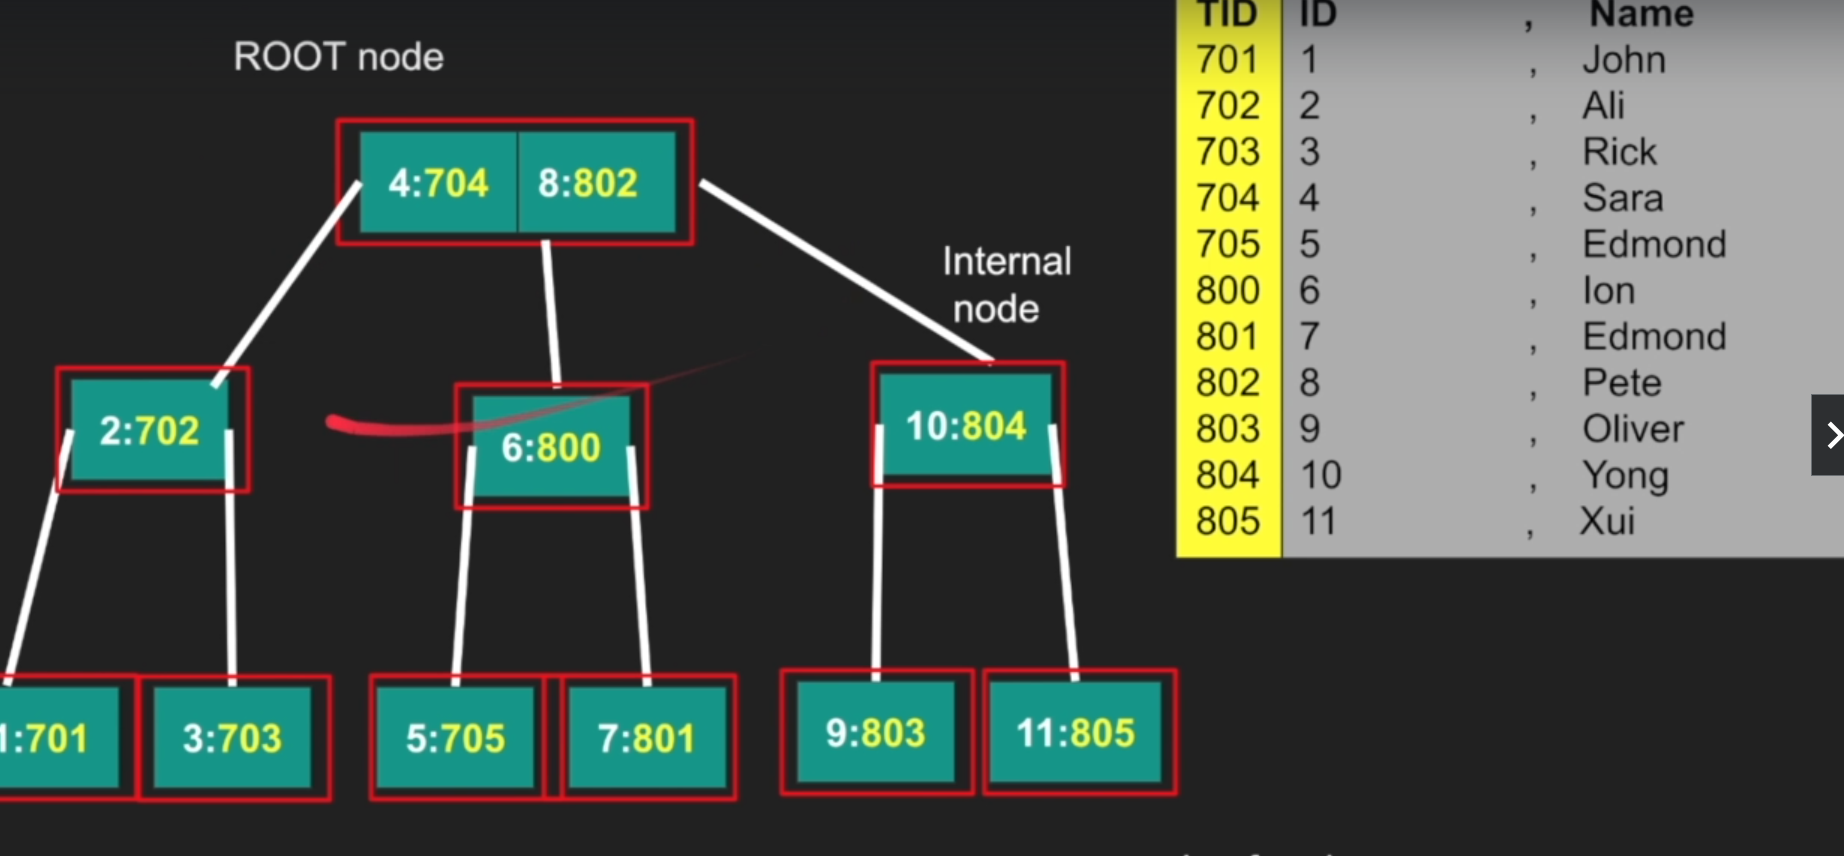 ROOT node
4:704 8:802
Internal
node
2:702
6:800
10:804
1:701
3:703
5:705
7:801
9:803
11:805
TID ID , Name
701 1 , John
702 2 , Ali
703 3 , Rick
704 4 , Sara
705 5 , Edmond
800 6 , Ion
801 7 , Edmond
802 8 , Pete
803 9 , Oliver
804 10 , Yong
805 11 , Xui